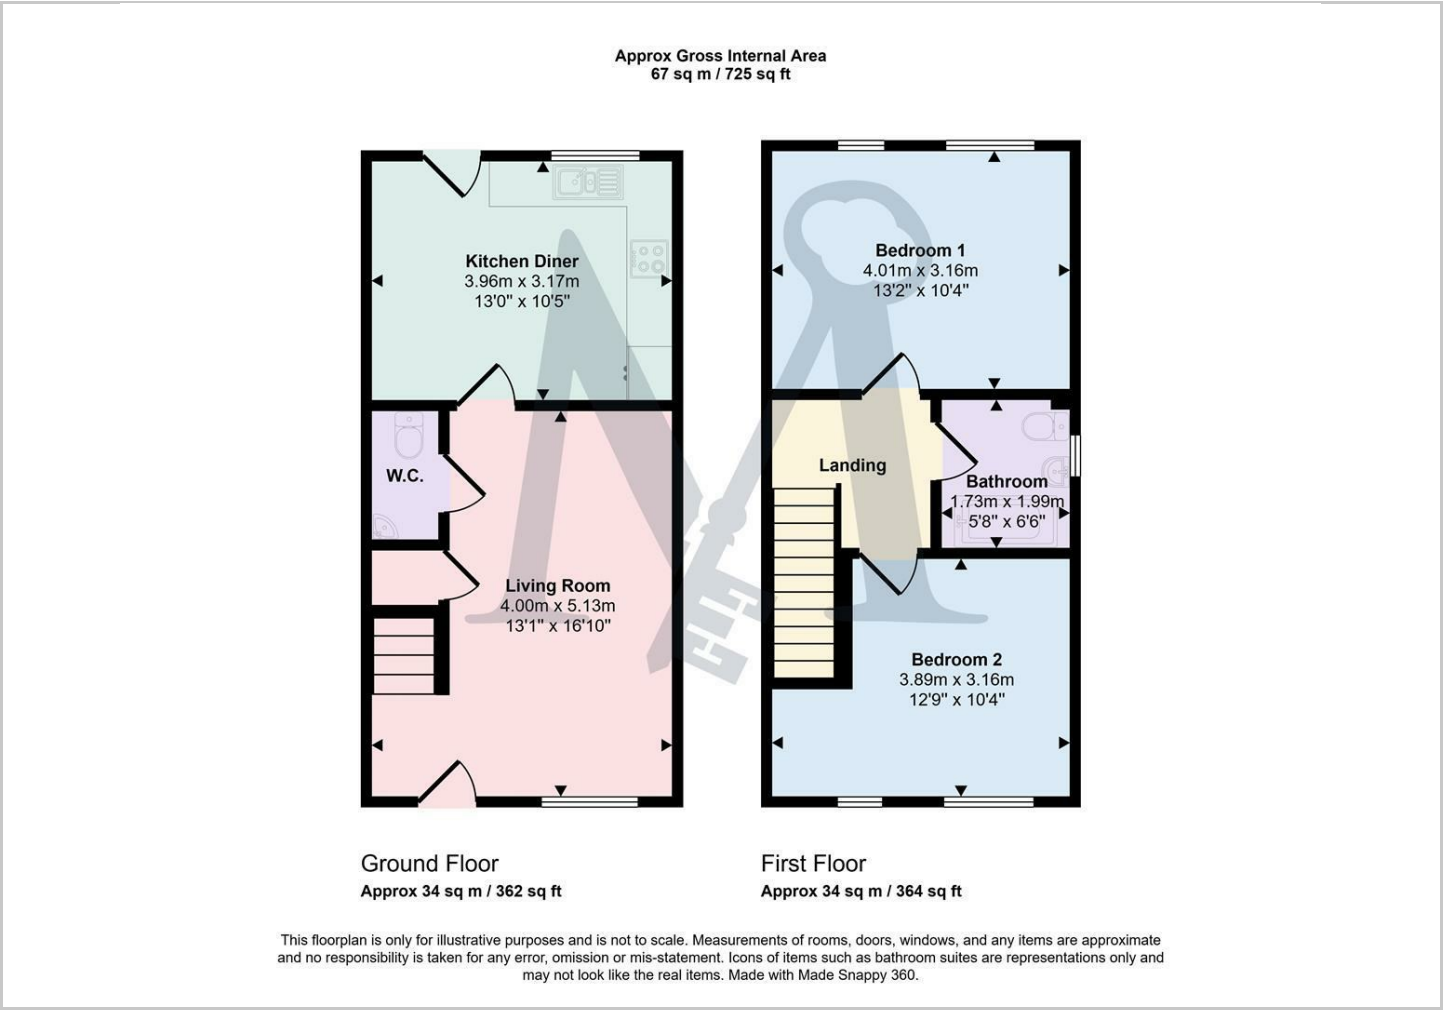 Approx Gross Internal Area
67 sq m / 725 sq ft
Kitchen Diner
3.96m x 3.17m
13'0" x 10'5"
W.C.
Living Room
4.00m x 5.13m
13'1" x 16'10"
Bedroom 1
4.01m x 3.16m
13'2" x 10'4"
Landing
Bathroom
1.73m x 1.99m
5'8" x 6'6"
Bedroom 2
3.89m x 3.16m
12'9" x 10'4"
Ground Floor
Approx 34 sq m / 362 sq ft
First Floor
Approx 34 sq m / 364 sq ft
This floorplan is only for illustrative purposes and is not to scale. Measurements of rooms, doors, windows, and any items are approximate
and no responsibility is taken for any error, omission or mis-statement. Icons of items such as bathroom suites are representations only and
may not look like the real items. Made with Made Snappy 360.